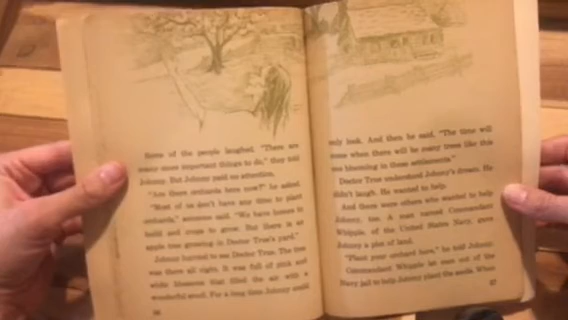 Some of the people laughed. "There are
many more important things to do," they told
Johnny. But Johnny paid no attention.
"Are there orchards here now?" he asked.
"Most of us don't have any time to plant
orchards," someone said. "We have homes to
build and crops to grow. But there is an
apple tree growing in Doctor True's yard."
Johnny hurried to see Doctor True. The tree
was there all right. It was full of pink and
white blossoms that filled the air with a
wonderful smell. For a long time Johnny could
only look. And then he said, "The time will
come when there will be many trees like this
one blooming in these settlements."
Doctor True understood Johnny's dream. He
didn't laugh. He wanted to help.
And there were others who wanted to help
Johnny, too. A man named Commandant
Whipple, of the United States Navy, gave
Johnny a plot of land.
"Plant your orchard here," he told Johnny.
Commandant Whipple let men out of the
Navy jail to help Johnny plant the seeds. When